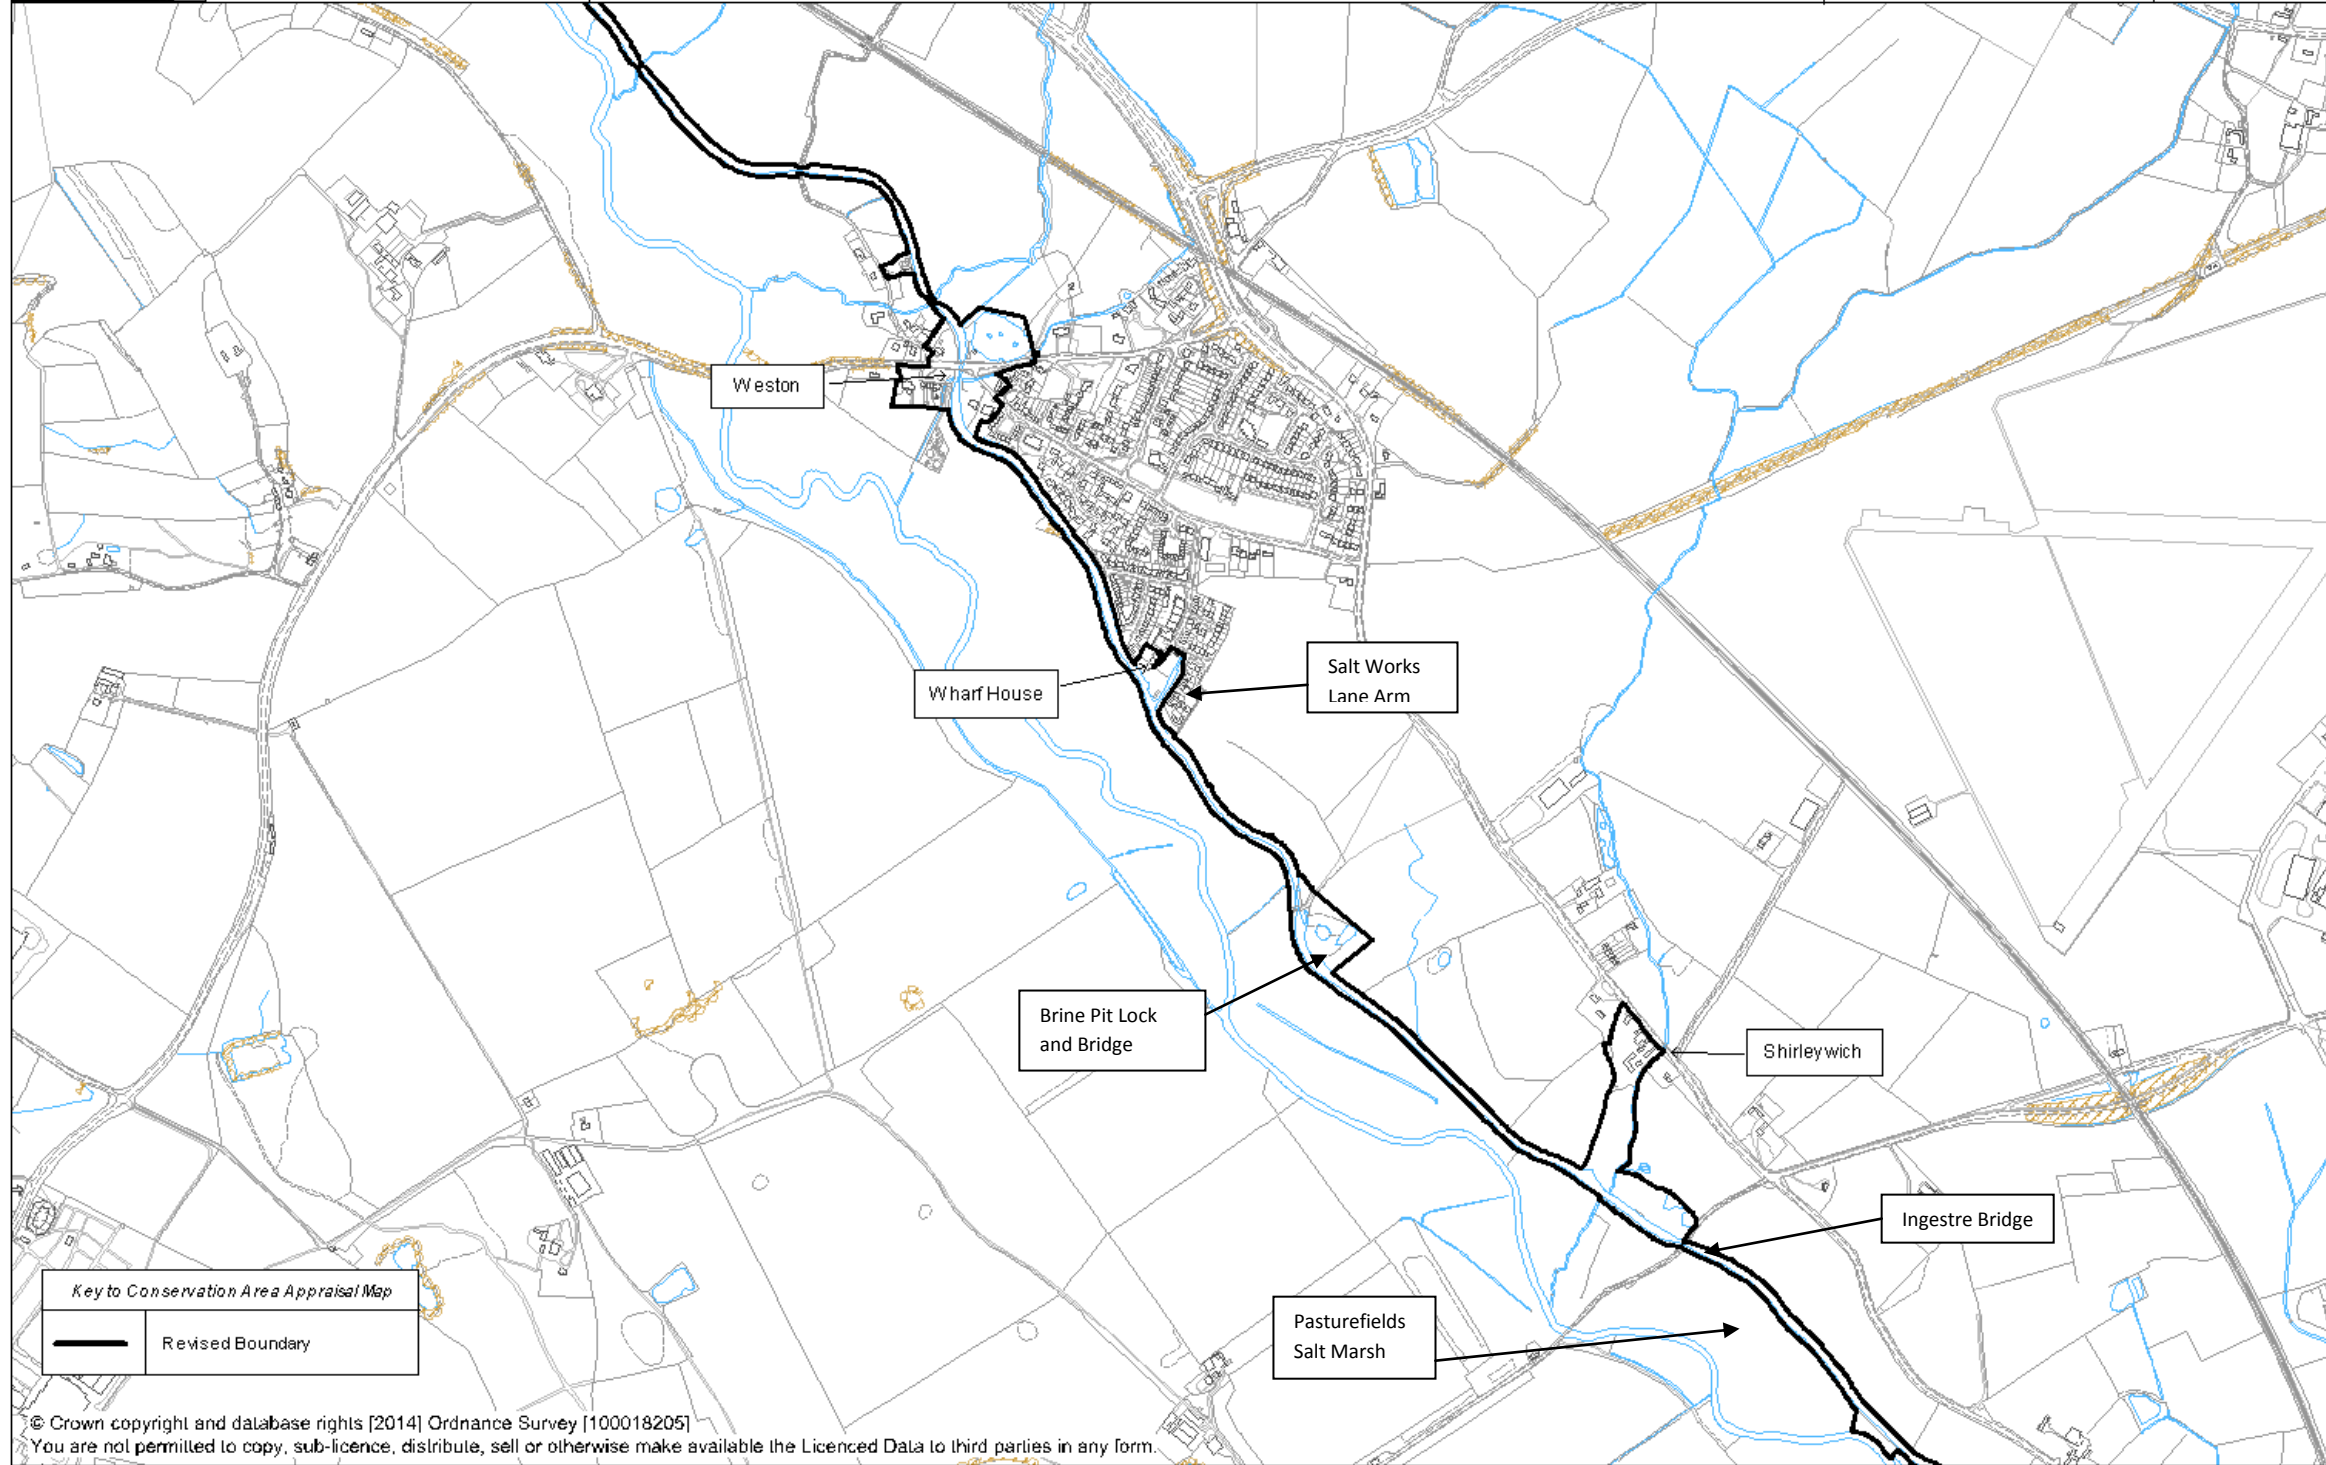 Weston
Wharf House
Salt Works
Lane Arm
Brine Pit Lock
and Bridge
Shirleywich
Ingestre Bridge
Pasturefields
Salt Marsh
Key to Conservation Area Appraisal Map
Revised Boundary
© Crown copyright and database rights [2014] Ordnance Survey [100018205]
You are not permitted to copy, sub-licence, distribute, sell or otherwise make available the Licenced Data to third parties in any form.